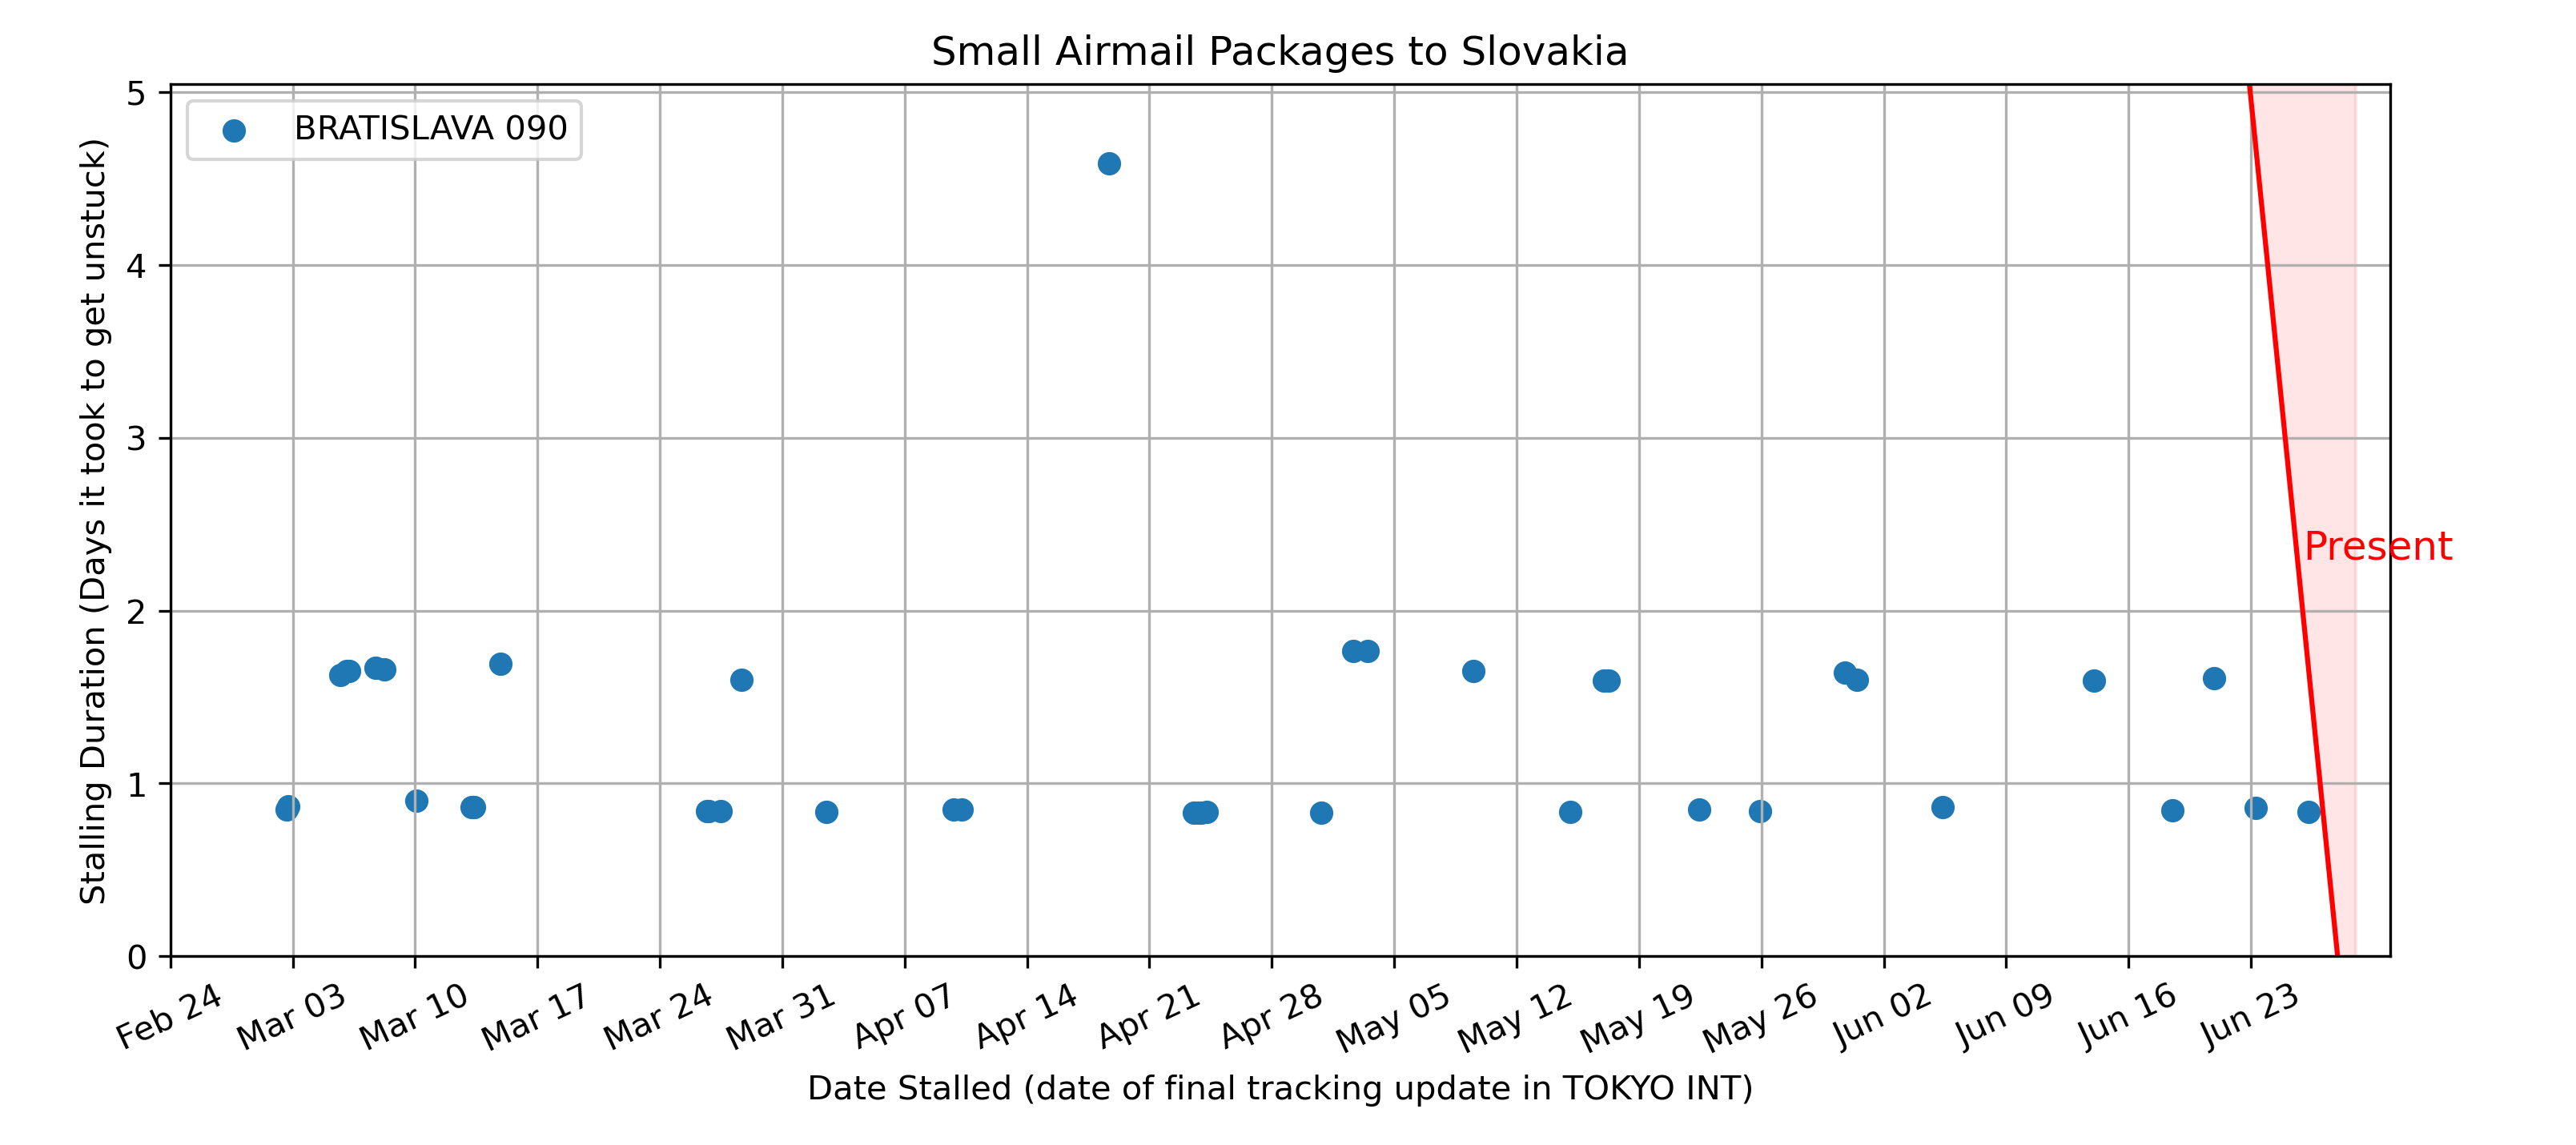 Small Airmail Packages to Slovakia
BRATISLAVA 090
Stalling Duration (Days it took to get unstuck)
5
4
3
2
1
0
Present
Feb 24
Mar 03
Mar 10
Mar 17
Mar 24
Mar 31
Apr 07
Apr 14
Apr 21
Apr 28
May 05
May 12
May 19
May 26
Jun 02
Jun 09
Jun 16
Jun 23
Date Stalled (date of final tracking update in TOKYO INT)